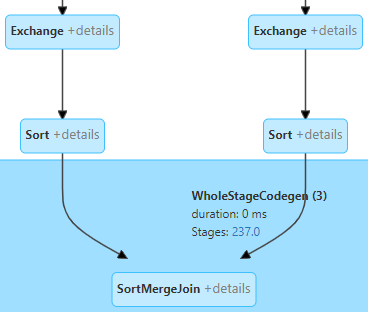 Exchange +details
Exchange +details
Sort +details
Sort +details
WholeStageCodegen (3)
duration: 0 ms
Stages: 237.0
SortMergeJoin +details